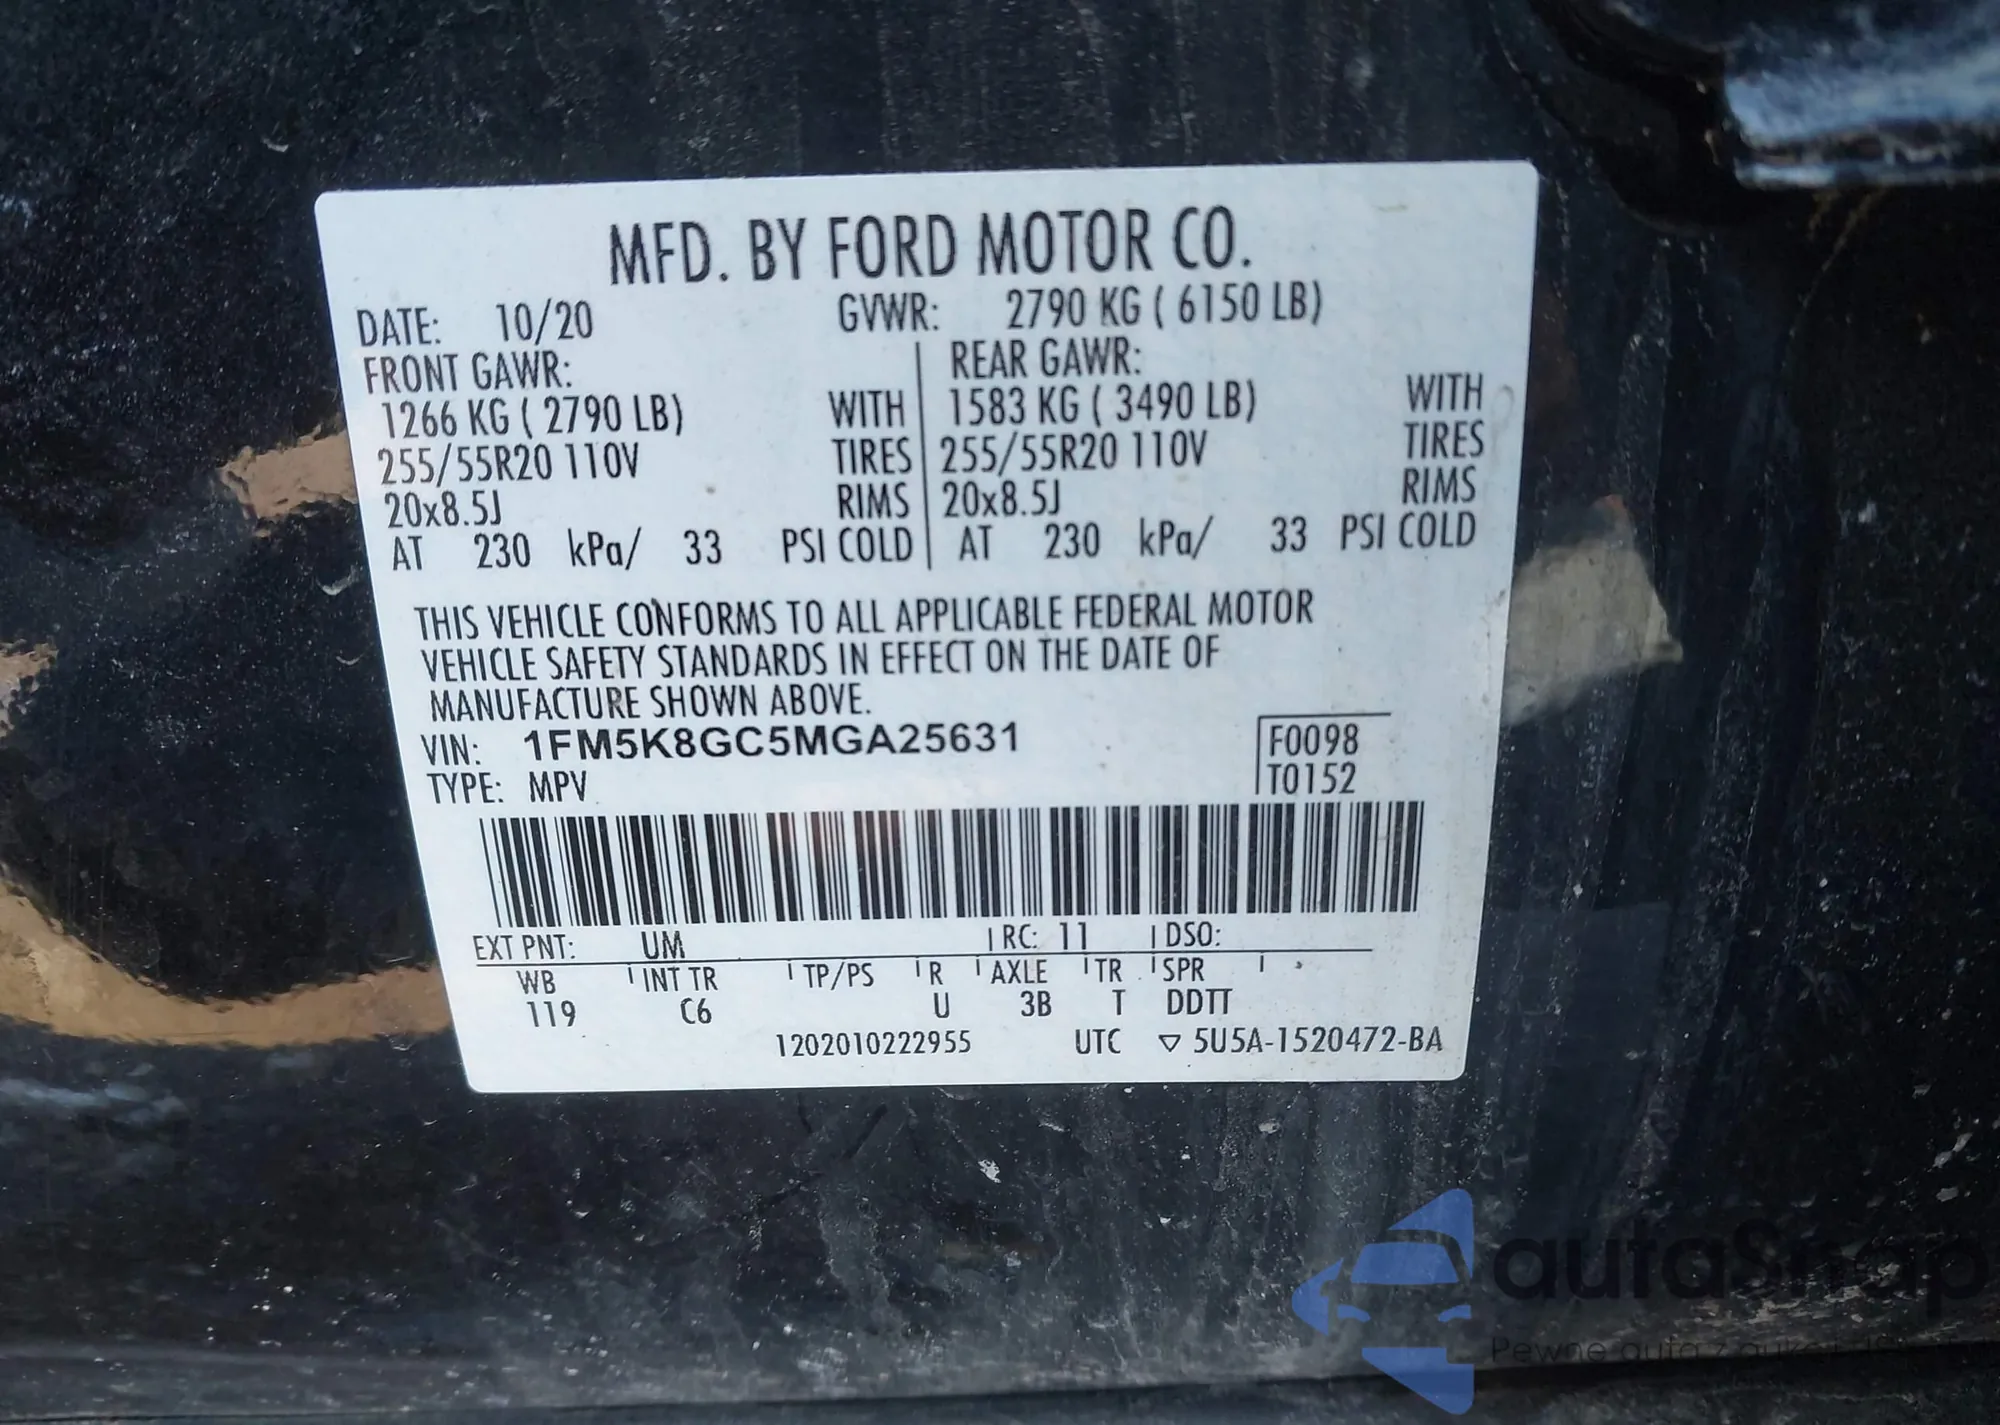 MFD. BY FORD MOTOR CO.
DATE: 10/20 GVWR: 2790 KG ( 6150 LB)
FRONT GAWR: REAR GAWR:
1266 KG ( 2790 LB) WITH 1583 KG ( 3490 LB) WITH
255/55R20 110V TIRES 255/55R20 110V TIRES
20x8.5J RIMS 20x8.5J RIMS
AT 230 kPa/ 33 PSI COLD AT 230 kPa/ 33 PSI COLD
THIS VEHICLE CONFORMS TO ALL APPLICABLE FEDERAL MOTOR
VEHICLE SAFETY STANDARDS IN EFFECT ON THE DATE OF
MANUFACTURE SHOWN ABOVE.
VIN: 1FM5K8GC5MGA25631 F0098
TYPE: MPV T0152
EXT PNT: UM RC: 11 DSO:
WB INT TR TP/PS R AXLE TR SPR
119 C6 U 3B T DDTT
1202010222955 UTC ▽ 5U5A-1520472-BA
autaSnap
Pewne auta z aukcji